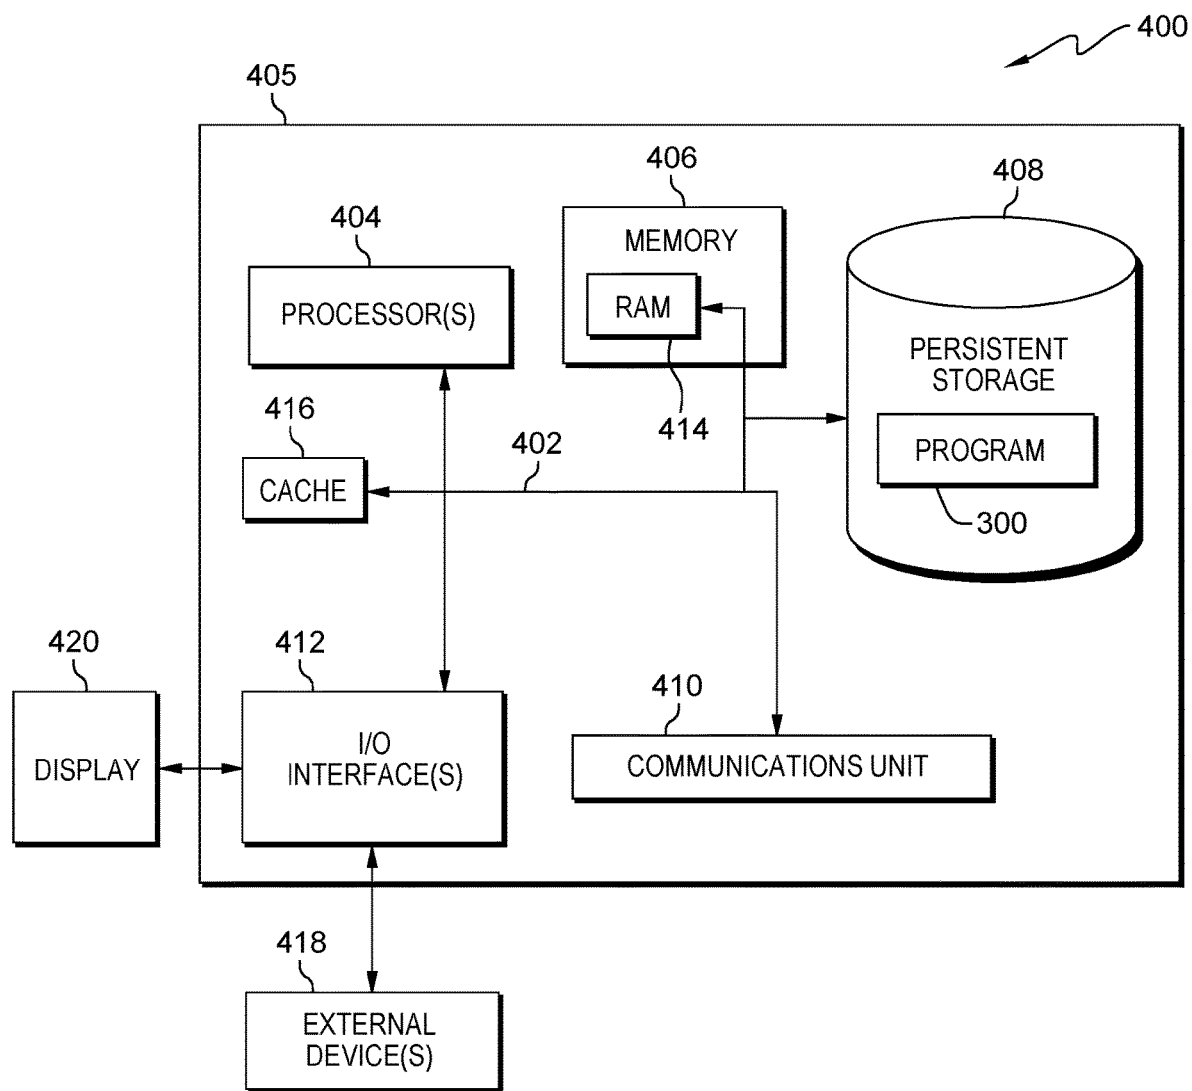 400
405
406
408
404
MEMORY
PROCESSOR(S)
RAM
PERSISTENT
STORAGE
416
402
414
PROGRAM
CACHE
300
420
412
410
DISPLAY
I/O
INTERFACE(S)
COMMUNICATIONS UNIT
418
EXTERNAL
DEVICE(S)